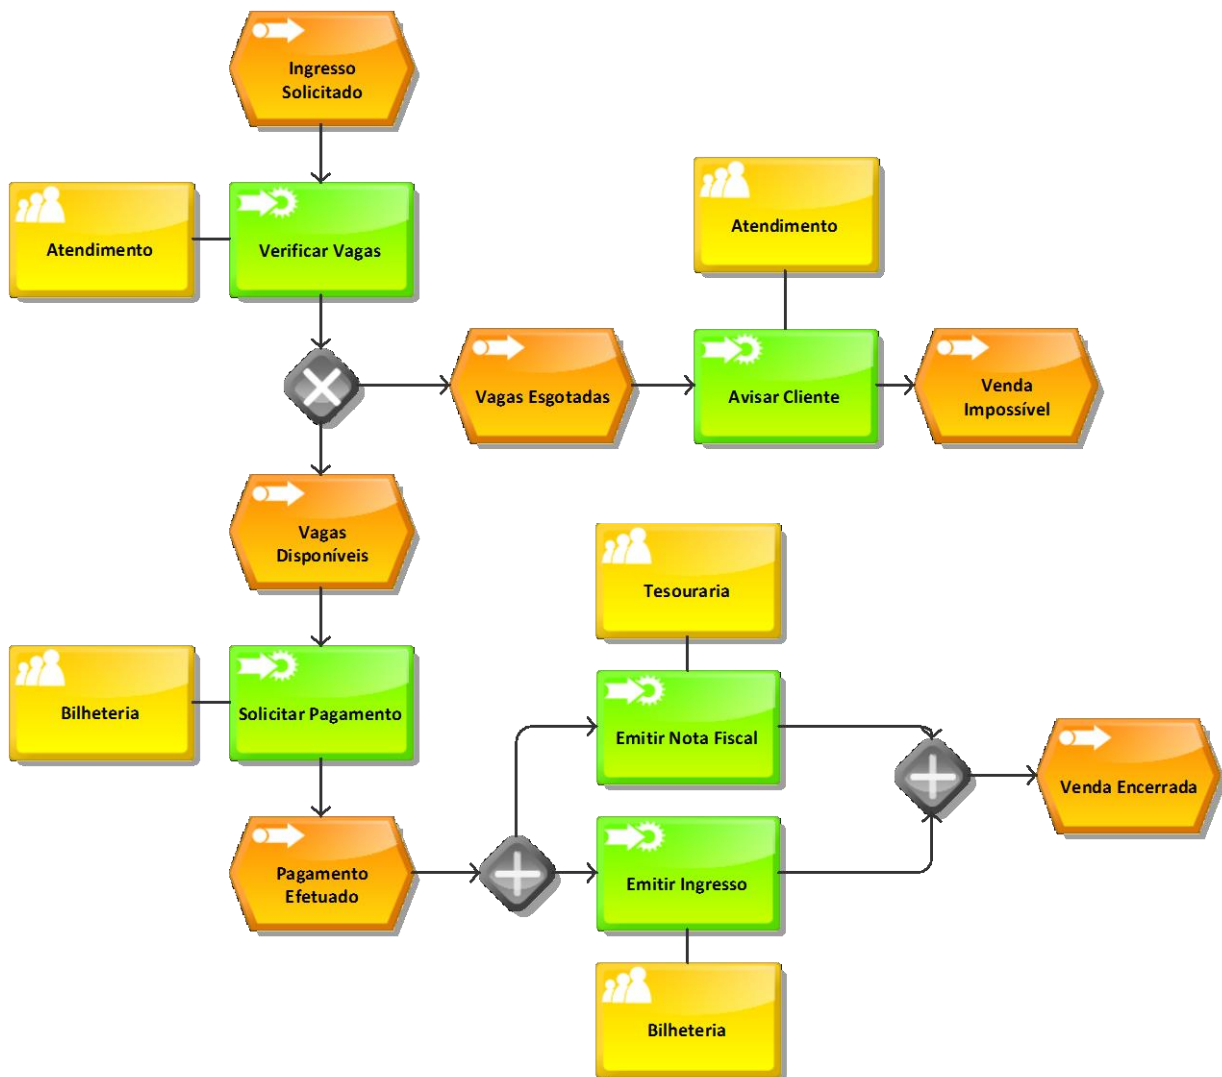 Ingresso
Solicitado
Atendimento
Verificar Vagas
Atendimento
Vagas Esgotadas
Avisar Cliente
Venda
Impossível
Vagas
Disponíveis
Tesouraria
Bilheteria
Solicitar Pagamento
Emitir Nota Fiscal
Venda Encerrada
Pagamento
Efetuado
Emitir Ingresso
Bilheteria